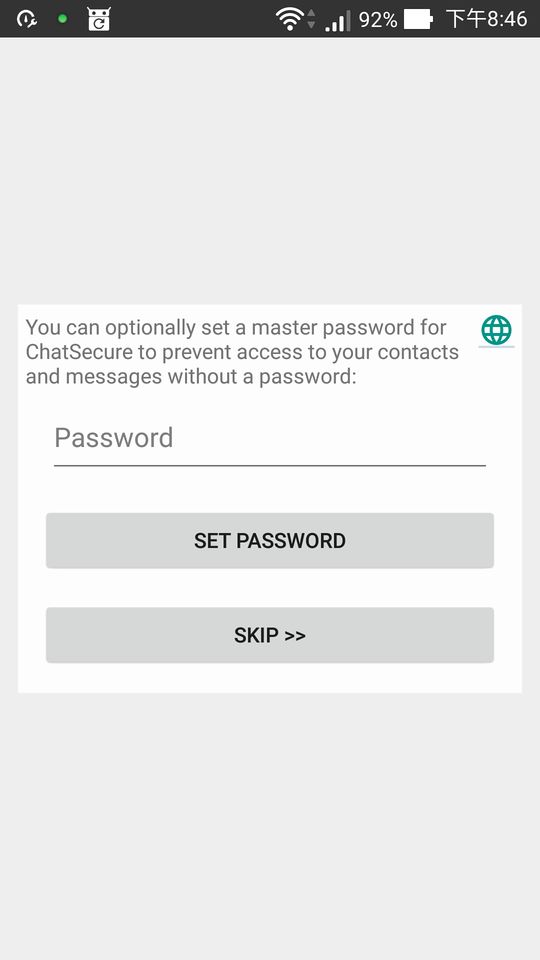 92% 下午8:46
You can optionally set a master password for
ChatSecure to prevent access to your contacts
and messages without a password:
Password
SET PASSWORD
SKIP >>